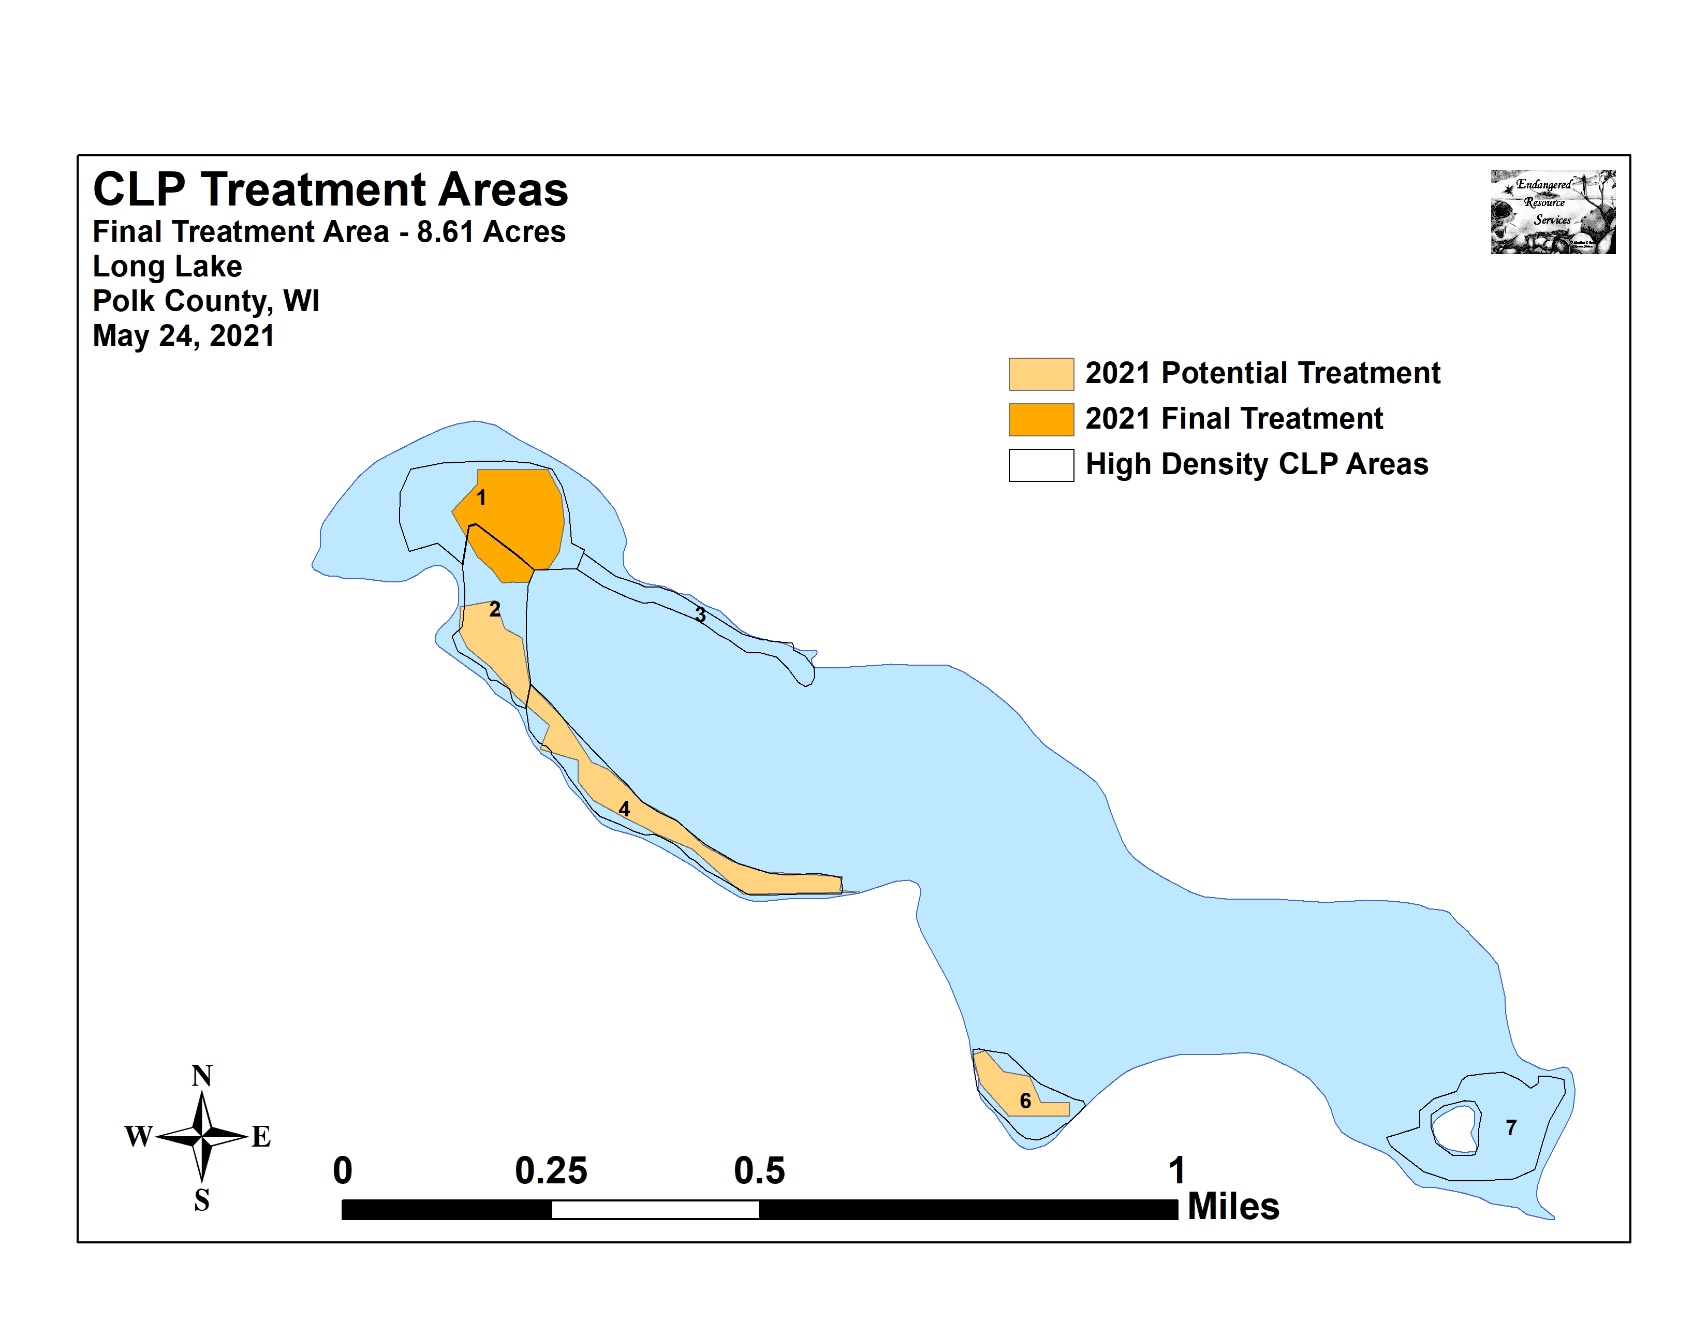 CLP Treatment Areas
Final Treatment Area - 8.61 Acres
Long Lake
Polk County, WI
May 24, 2021
Endangered
Resource
Services
2021 Potential Treatment
2021 Final Treatment
High Density CLP Areas
1
2
3
4
6
7
N
W E
S
0 0.25 0.5 1
Miles